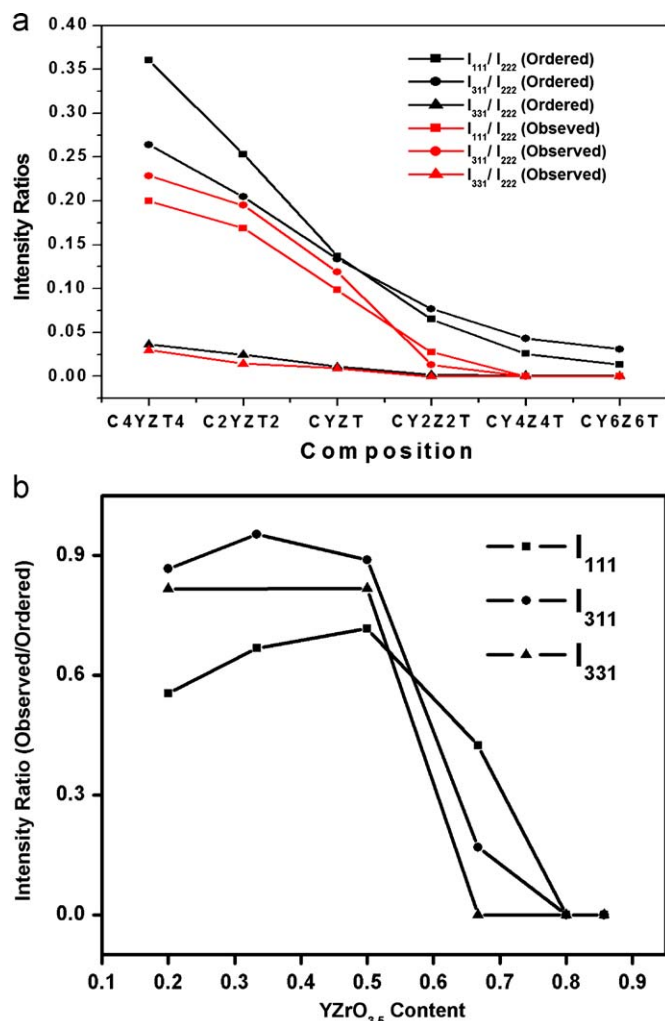 a
0.40
0.35
0.30
0.25
0.20
0.15
0.10
0.05
0.00
Intensity Ratios
I111/ I222 (Ordered)
I311/ I222 (Ordered)
I331/ I222 (Ordered)
I111/ I222 (Obseved)
I311/ I222 (Observed)
I331/ I222 (Observed)
C4YZT4 C2YZT2 CYZT CY2Z2T CY4Z4T CY6Z6T
Composition
b
0.9
0.6
0.3
0.0
Intensity Ratio (Observed/Ordered)
I111
I311
I331
0.1 0.2 0.3 0.4 0.5 0.6 0.7 0.8 0.9
YZrO3.5 Content